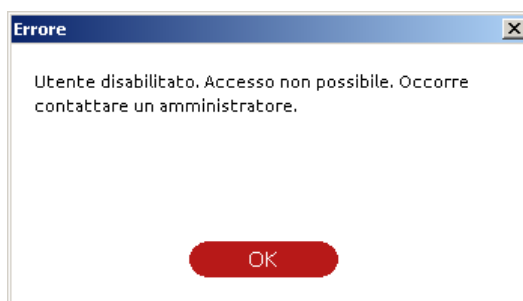 Errore
Utente disabilitato. Accesso non possibile. Occorre
contattare un amministratore.
OK